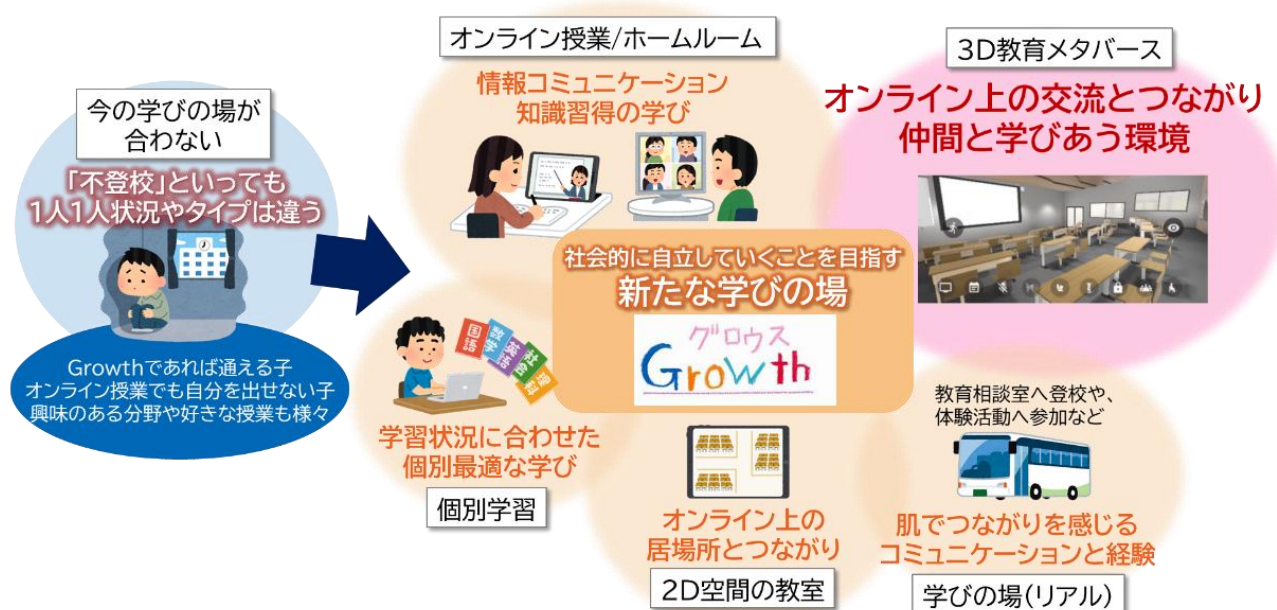 今の学びの場が
合わない
「不登校」といっても
1人1人状況やタイプは違う
Growthであれば通える子
オンライン授業でも自分を出せない子
興味のある分野や好きな授業も様々
オンライン授業/ホームルーム
情報コミュニケーション
知識習得の学び
3D教育メタバース
オンライン上の交流とつながり
仲間と学びあう環境
社会的に自立していくことを目指す
新たな学びの場
グロウス
Growth
国語
数学
英語
社会
理科
学習状況に合わせた
個別最適な学び
個別学習
オンライン上の
居場所とつながり
2D空間の教室
教育相談室へ登校や、
体験活動へ参加など
肌でつながりを感じる
コミュニケーションと経験
学びの場(リアル)